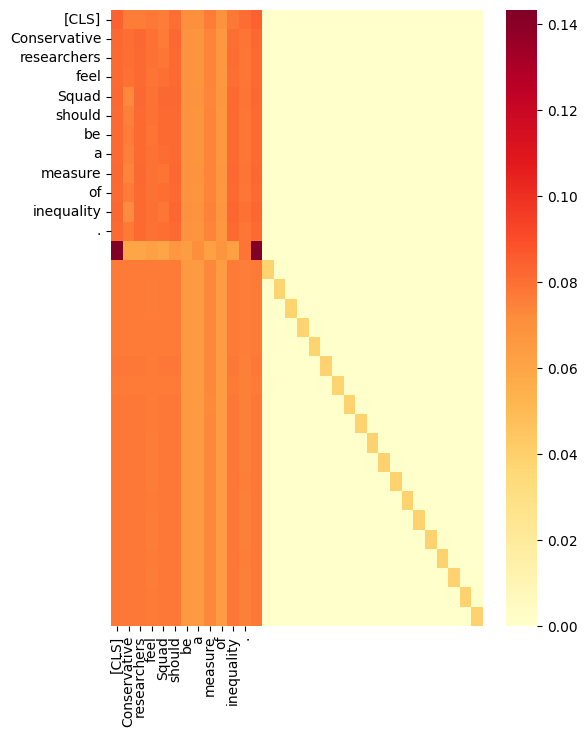 [CLS]
Conservative
researchers
feel
Squad
should
be
a
measure
of
inequality
.
0.14
0.12
0.10
0.08
0.06
0.04
0.02
0.00
[CLS]
Conservative
researchers
feel
Squad
should
be
a
measure
of
inequality
.